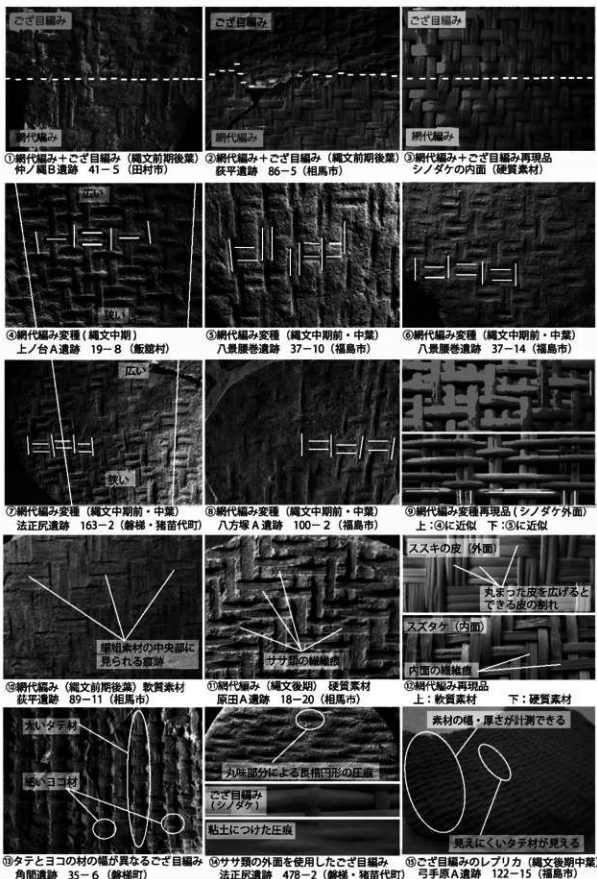 ござ目編み
網代編み
①網代編み+ござ目編み(縄文前期後葉)
仲ノ縄B遺跡 41-5(田村市)
ござ目編み
網代編み
②網代編み+ござ目編み(縄文前期後葉)
荻平遺跡 86-5(相馬市)
ござ目編み
網代編み
③網代編み+ござ目編み再現品
シノダケの内面(硬質素材)
広い
狭い
④網代編み変種(縄文中期)
上ノ台A遺跡 19-8(飯舘村)
⑤網代編み変種(縄文中期前・中葉)
八景腰巻遺跡 37-10(福島市)
⑥網代編み変種(縄文中期前・中葉)
八景腰巻遺跡 37-14(福島市)
広い
狭い
⑦網代編み変種(縄文中期前・中葉)
法正尻遺跡 163-2(磐梯・猪苗代町)
⑧網代編み変種(縄文中期前・中葉)
八方塚A遺跡 100-2(福島市)
⑨網代編み変種再現品(シノダケ外面)
上:④に近似 下:⑤に近似
編組素材の中央部に
見られる痕跡
⑩網代編み(縄文前期後葉)軟質素材
荻平遺跡 89-11(相馬市)
ササ類の繊維痕
⑪網代編み(縄文後期) 硬質素材
原田A遺跡 18-20(相馬市)
ススキの皮(外面)
丸まった皮を広げると
できる皮の割れ
スズタケ(内面)
内面の繊維痕
⑫網代編み再現品
上:軟質素材 下:硬質素材
太いタテ材
細いヨコ材
⑬タテとヨコの材の幅が異なるござ目編み
角間遺跡 35-6(磐梯町)
丸味部分による長楕円形の圧痕
ござ目編み
(シノダケ)
粘土につけた圧痕
⑭ササ類の外面を使用したござ目編み
法正尻遺跡 478-2(磐梯・猪苗代町)
素材の幅・厚さが計測できる
見えにくいタテ材が見える
⑮ござ目編みのレプリカ(縄文後期中葉)
弓手原A遺跡 122-15(福島市)